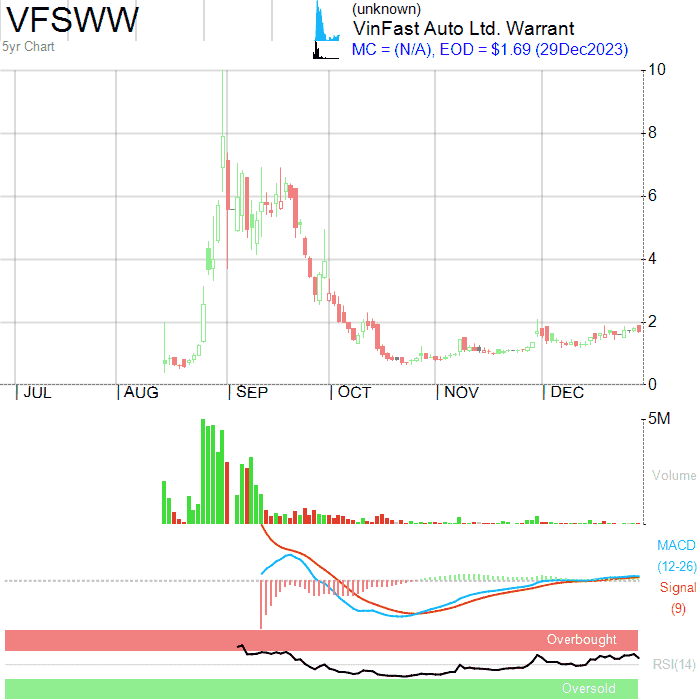 VFSWW
5yr Chart
(unknown)
VinFast Auto Ltd. Warrant
MC = (N/A), EOD = $1.69 (29Dec2023)
10
8
6
4
2
0
JUL
AUG
SEP
OCT
NOV
DEC
5M
Volume
MACD
(12-26)
Signal
(9)
Overbought
RSI(14)
Oversold